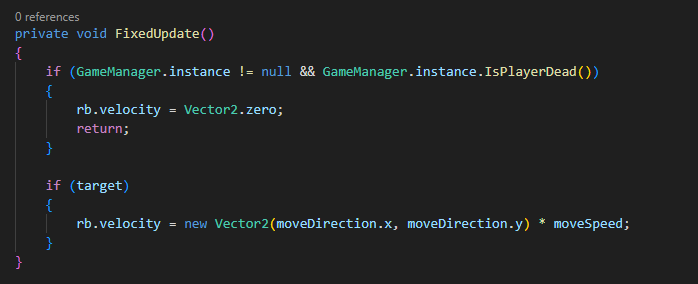 0 references
private void FixedUpdate()
{
if (GameManager.instance != null && GameManager.instance.IsPlayerDead())
{
rb.velocity = Vector2.zero;
return;
}
if (target)
{
rb.velocity = new Vector2(moveDirection.x, moveDirection.y) * moveSpeed;
}
}